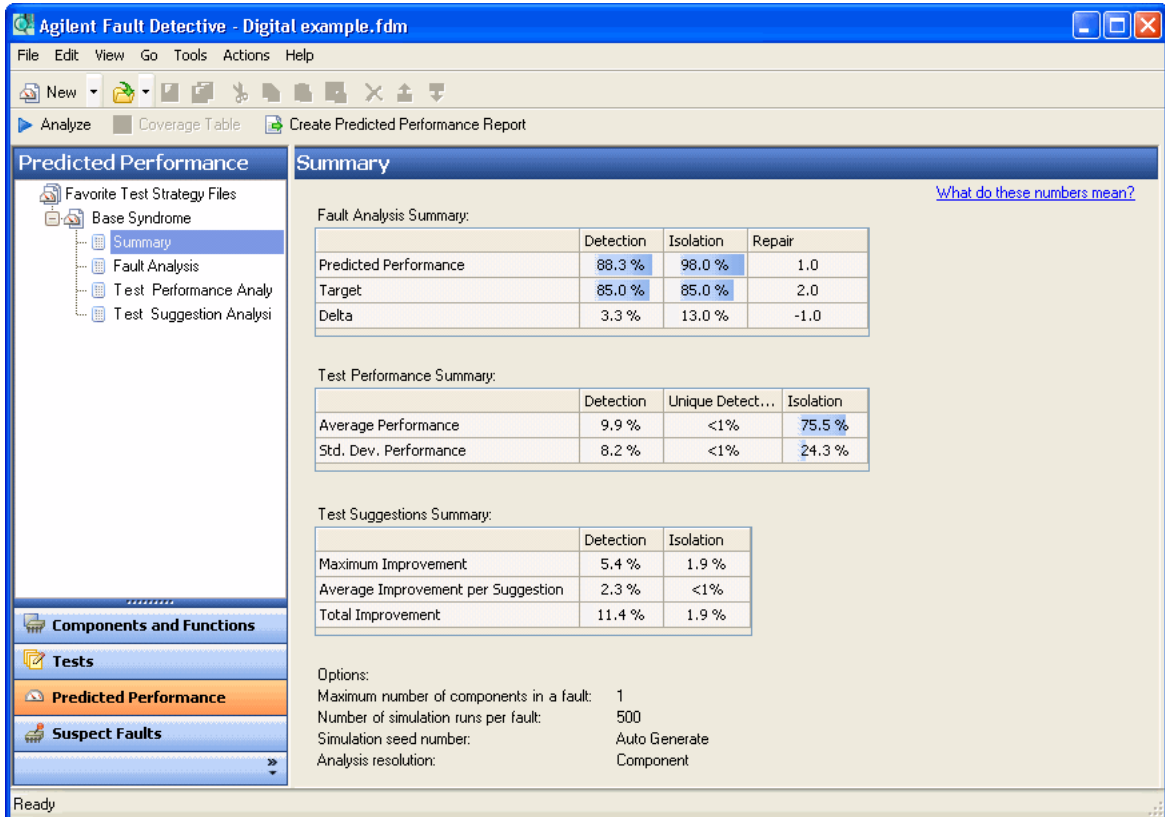 Agilent Fault Detective - Digital example.fdm
File Edit View Go Tools Actions Help
New
Analyze Coverage Table Create Predicted Performance Report
Predicted Performance
Favorite Test Strategy Files
Base Syndrome
Summary
Fault Analysis
Test Performance Analy
Test Suggestion Analysi
Components and Functions
Tests
Predicted Performance
Suspect Faults
Summary
What do these numbers mean?
Fault Analysis Summary:
Detection Isolation Repair
Predicted Performance 88.3 % 98.0 % 1.0
Target 85.0 % 85.0 % 2.0
Delta 3.3 % 13.0 % -1.0
Test Performance Summary:
Detection Unique Detect... Isolation
Average Performance 9.9 % <1% 75.5 %
Std. Dev. Performance 8.2 % <1% 24.3 %
Test Suggestions Summary:
Detection Isolation
Maximum Improvement 5.4 % 1.9 %
Average Improvement per Suggestion 2.3 % <1%
Total Improvement 11.4 % 1.9 %
Options:
Maximum number of components in a fault: 1
Number of simulation runs per fault: 500
Simulation seed number: Auto Generate
Analysis resolution: Component
Ready